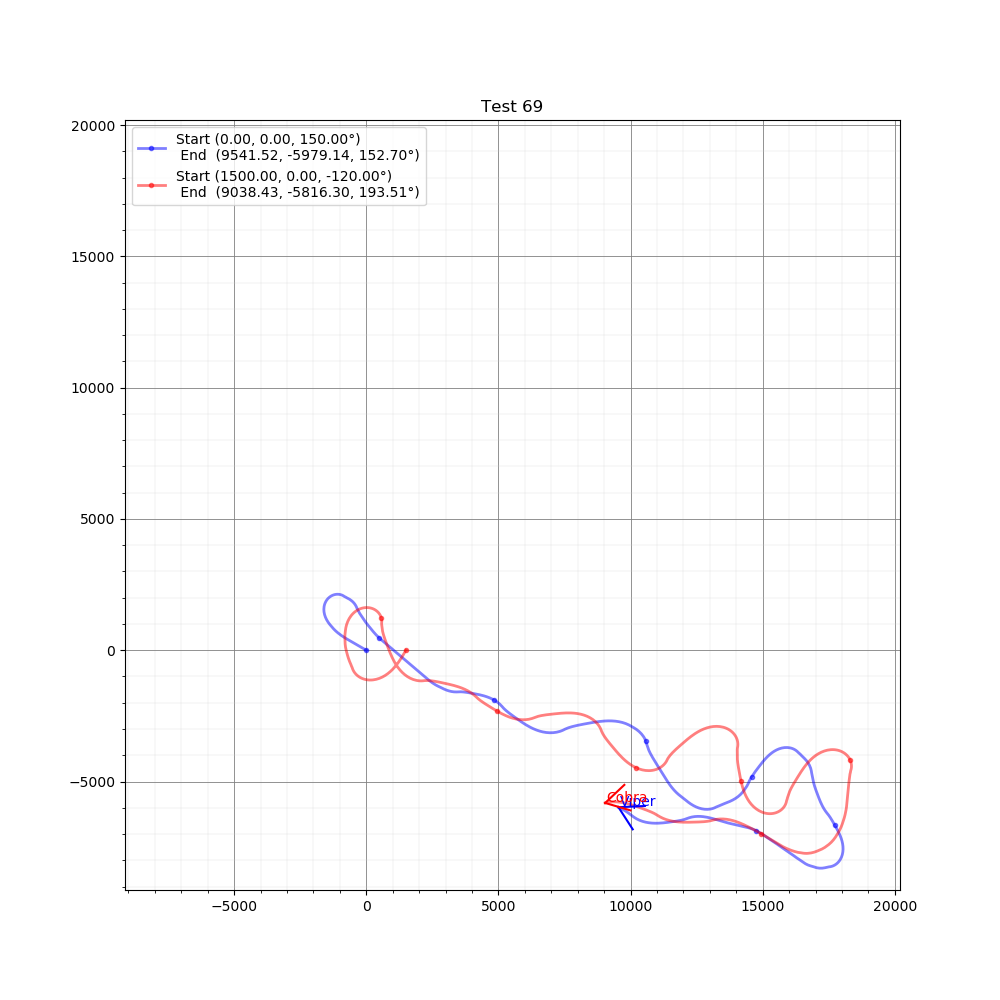 Test 69
20000
15000
10000
5000
0
−5000
Start (0.00, 0.00, 150.00°)
End (9541.52, -5979.14, 152.70°)
Start (1500.00, 0.00, -120.00°)
End (9038.43, -5816.30, 193.51°)
Cobra
Viper
−5000
0
5000
10000
15000
20000